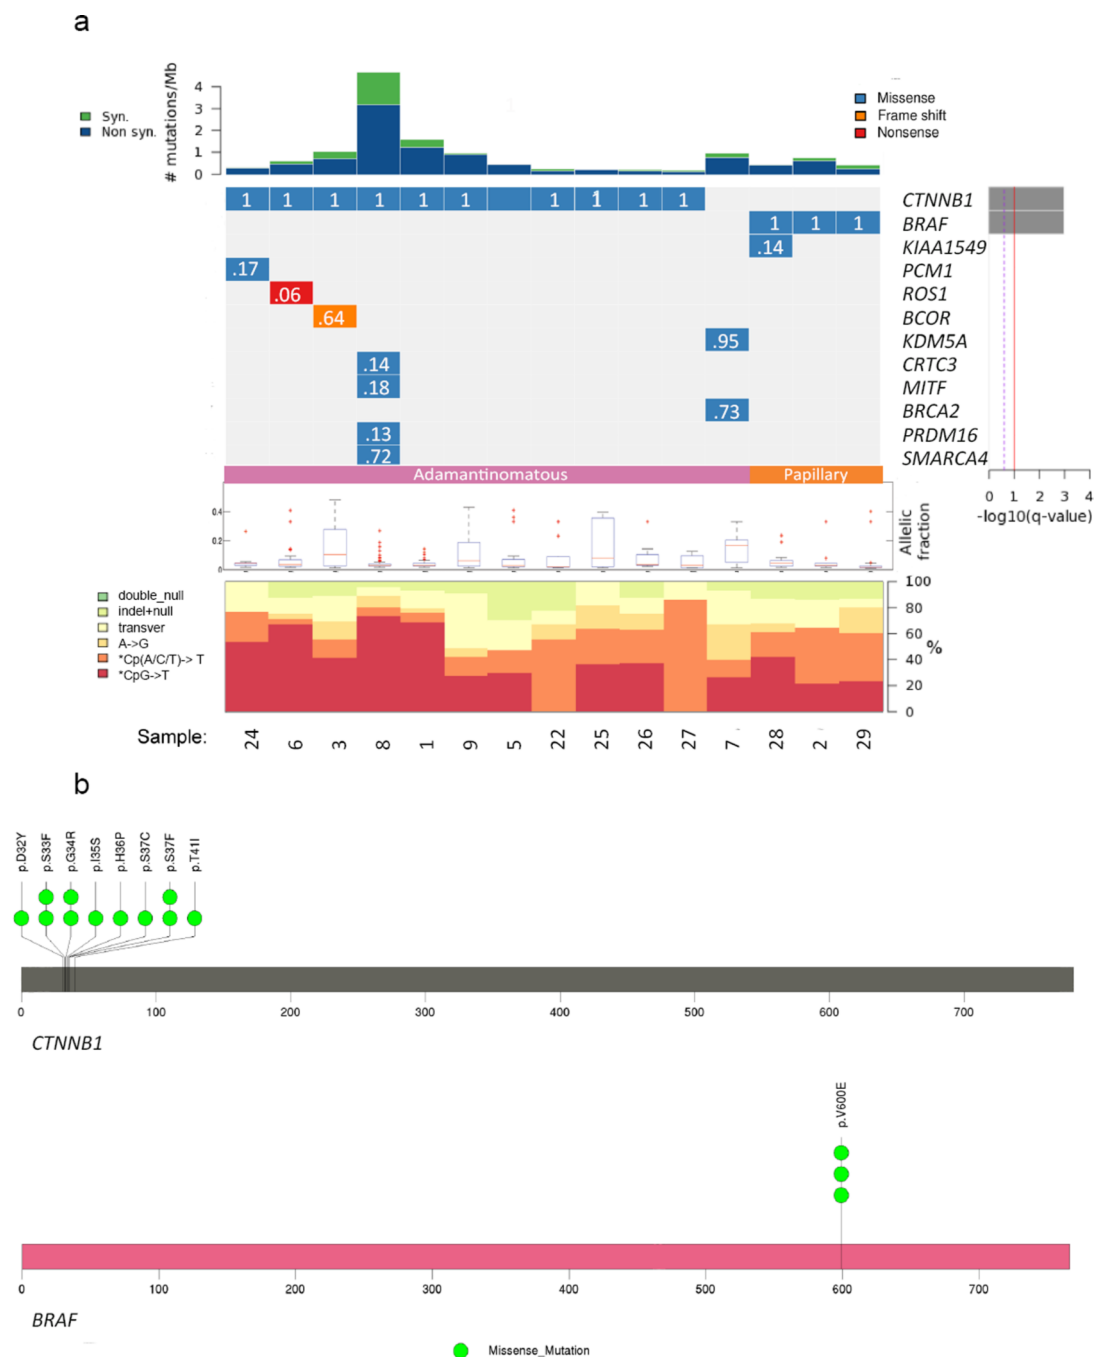 a
# mutations/Mb
4
3
2
1
0
Syn.
Non syn.
Missense
Frame shift
Nonsense
1 1 1 1 1 1 1 1 1 1 CTNNB1
1 1 1 BRAF
.14 KIAA1549
.17 PCM1
.06 ROS1
.64 BCOR
.95 KDM5A
.14 CRTC3
.18 MITF
.73 BRCA2
.13 PRDM16
.72 SMARCA4
Adamantinomatous Papillary
0 1 2 3 4
-log10(q-value)
0.4
0.2
0
Allelic
fraction
double_null
indel+null
transver
A->G
*Cp(A/C/T)-> T
*CpG->T
100
80
60
40
20
0
%
Sample: 24 6 3 8 1 9 5 22 25 26 27 7 28 2 29
b
p.D32Y p.S33F p.G34R p.I35S p.H36P p.S37C p.S37F p.T41I
0 100 200 300 400 500 600 700
CTNNB1
p.V600E
0 100 200 300 400 500 600 700
BRAF
Missense_Mutation